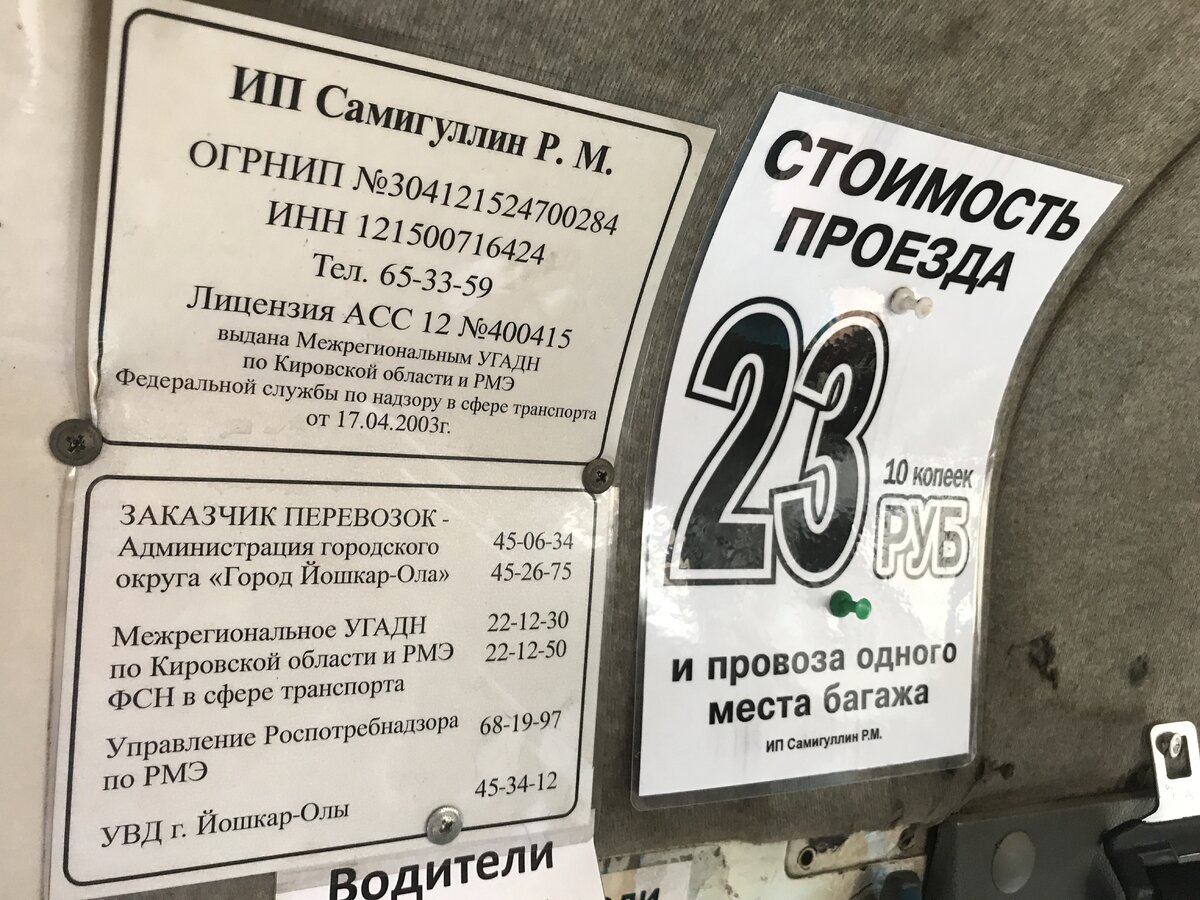 ИП Самигуллин Р. М.
ОГРНИП №304121524700284
ИНН 121500716424
Тел. 65-33-59
Лицензия АСС 12 №400415
выдана Межрегиональным УГАДН
по Кировской области и РМЭ
Федеральной службы по надзору в сфере транспорта
от 17.04.2003г.
ЗАКАЗЧИК ПЕРЕВОЗОК -
Администрация городского 45-06-34
округа «Город Йошкар-Ола» 45-26-75
Межрегиональное УГАДН 22-12-30
по Кировской области и РМЭ 22-12-50
ФСН в сфере транспорта
Управление Роспотребнадзора 68-19-97
по РМЭ
УВД г. Йошкар-Олы 45-34-12
Водители
СТОИМОСТЬ
ПРОЕЗДА
23
10 копеек
РУБ
и провоза одного
места багажа
ИП Самигуллин Р.М.